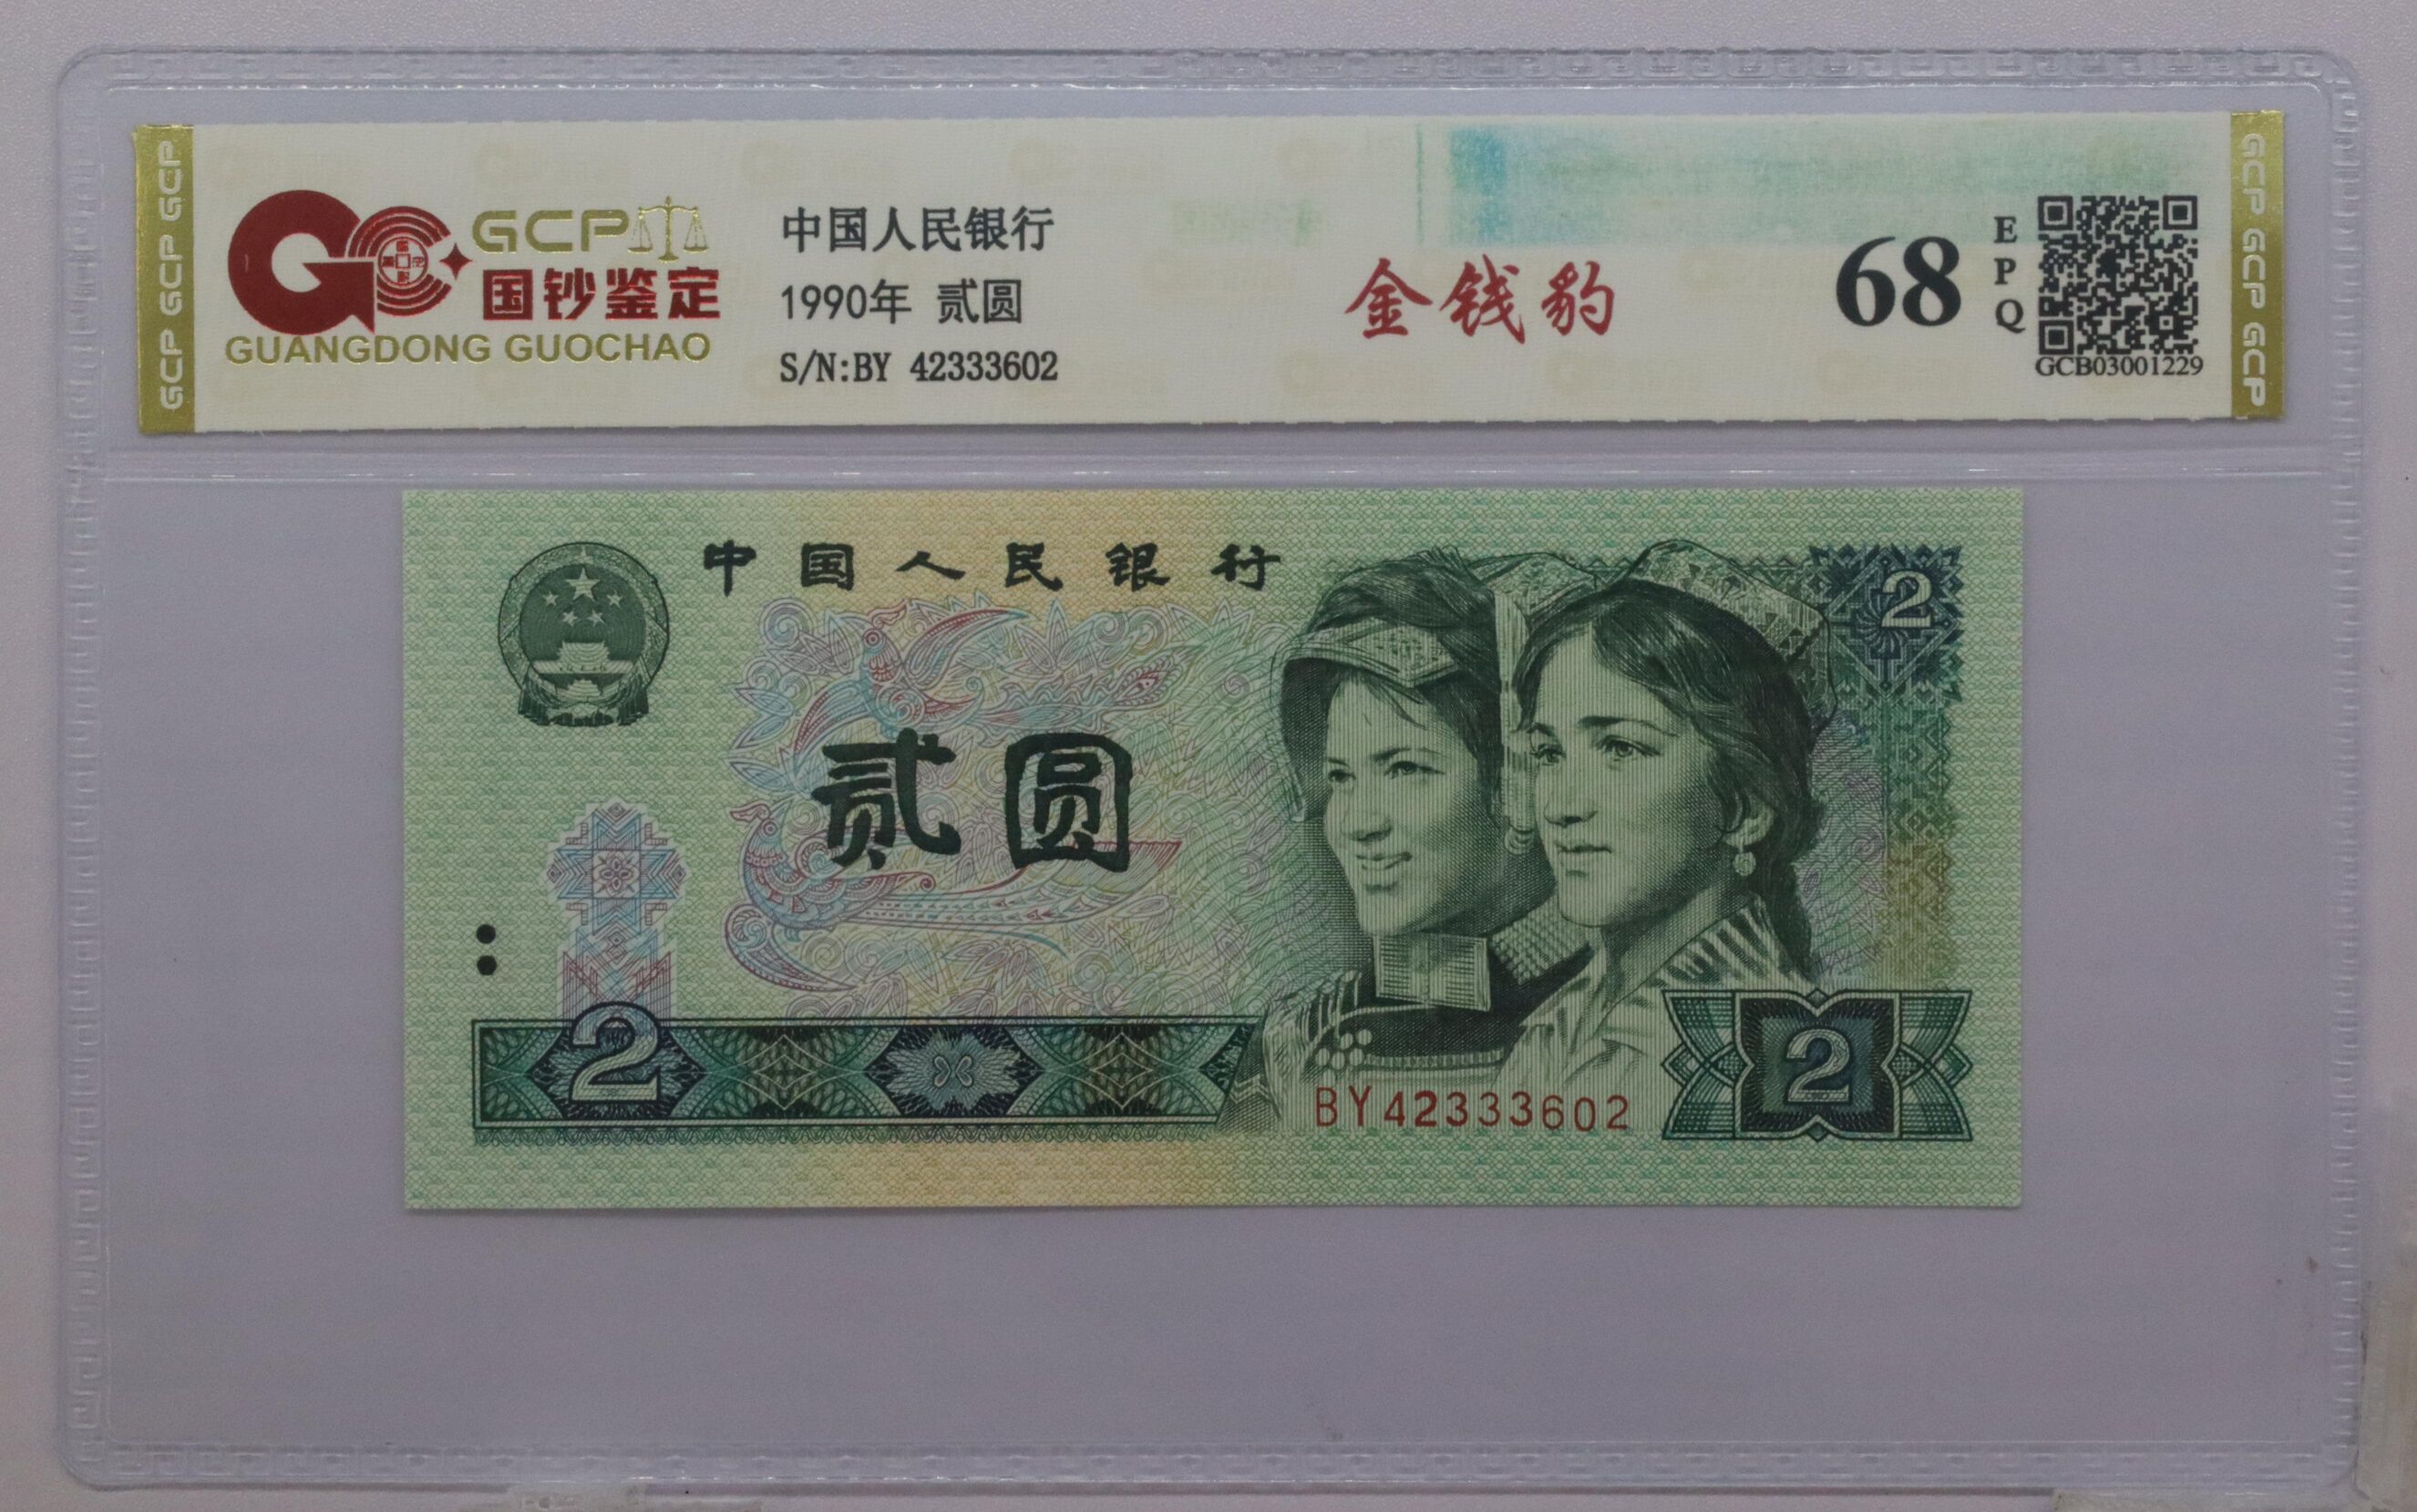 GCP GCP GCP
GCP
国钞鉴定
GUANGDONG GUOCHAO
中国人民银行
1990年 贰圆
S/N:BY 42333602
金钱豹
68
EPQ
GCB03001229
GCP GCP GCP
中国人民银行
2
贰圆
2
BY42333602
2